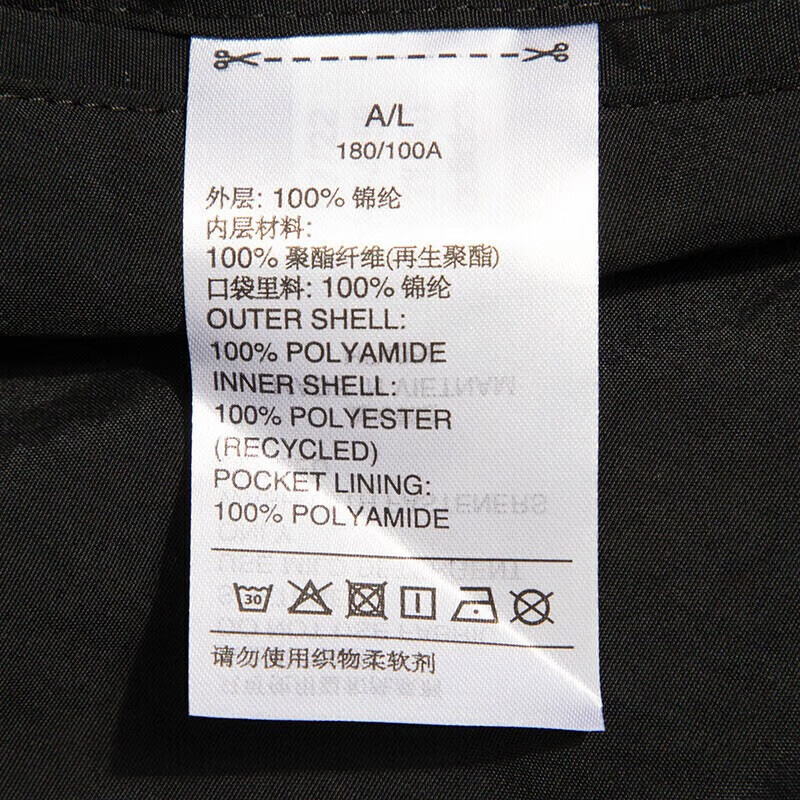 A/L
180/100A
外层: 100% 锦纶
内层材料:
100% 聚酯纤维(再生聚酯)
口袋里料: 100% 锦纶
OUTER SHELL:
100% POLYAMIDE
INNER SHELL:
100% POLYESTER
(RECYCLED)
POCKET LINING:
100% POLYAMIDE
30
请勿使用织物柔软剂